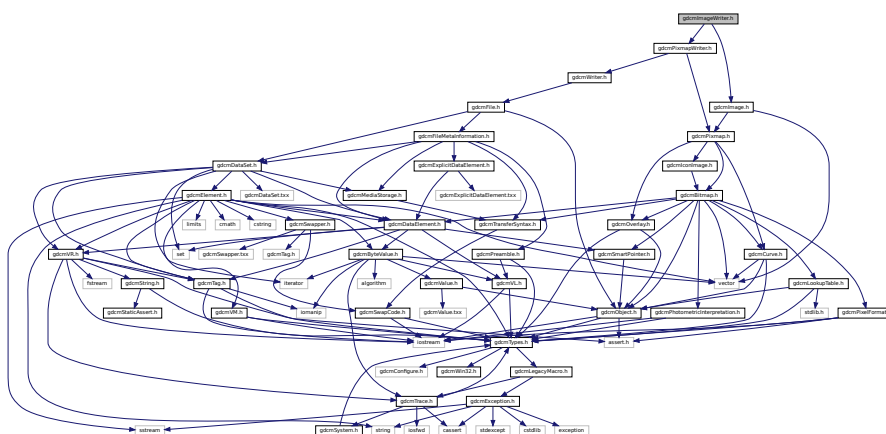 gdcmImageWriter.h
gdcmPixmapWriter.h
gdcmWriter.h
gdcmFile.h
gdcmImage.h
gdcmFileMetaInformation.h
gdcmPixmap.h
gdcmDataSet.h
gdcmExplicitDataElement.h
gdcmIconImage.h
gdcmElement.h
gdcmDataSet.txx
gdcmMediaStorage.h
gdcmExplicitDataElement.txx
gdcmBitmap.h
limits
cmath
cstring
gdcmSwapper.h
gdcmDataElement.h
gdcmTransferSyntax.h
gdcmOverlay.h
gdcmVR.h
set
gdcmSwapper.txx
gdcmTag.h
gdcmByteValue.h
gdcmPreamble.h
gdcmSmartPointer.h
gdcmCurve.h
fstream
gdcmString.h
gdcmTag.h
iterator
algorithm
gdcmValue.h
gdcmVL.h
vector
gdcmLookupTable.h
gdcmStaticAssert.h
gdcmVM.h
iomanip
gdcmSwapCode.h
gdcmValue.txx
gdcmObject.h
gdcmPhotometricInterpretation.h
stdlib.h
gdcmPixelFormat
iostream
gdcmTypes.h
assert.h
gdcmConfigure.h
gdcmWin32.h
gdcmLegacyMacro.h
gdcmTrace.h
gdcmException.h
sstream
gdcmSystem.h
string
iosfwd
cassert
stdexcept
cstdlib
exception